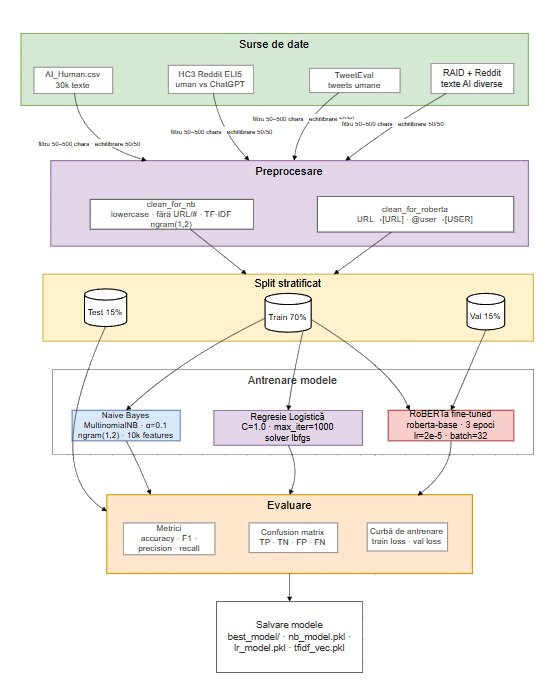 Surse de date
AI_Human.csv
30k texte
HC3 Reddit ELI5
uman vs ChatGPT
TweetEval
tweets umane
RAID + Reddit
texte AI diverse
filtru 50–500 chars · echilibrare 50/50
filtru 50–500 chars · echilibrare 50/50
filtru 50–500 chars · echilibrare 50/50
filtru 50–500 chars · echilibrare 50/50
Preprocesare
clean_for_nb
lowercase · fără URL/# · TF-IDF
ngram(1,2)
clean_for_roberta
URL→[URL] · @user→[USER]
Split stratificat
Test 15%
Train 70%
Val 15%
Antrenare modele
Naive Bayes
MultinomialNB · α=0.1
ngram(1,2) · 10k features
Regresie Logistică
C=1.0 · max_iter=1000
solver lbfgs
RoBERTa fine-tuned
roberta-base · 3 epoci
lr=2e-5 · batch=32
Evaluare
Metrici
accuracy · F1 ·
precision · recall
Confusion matrix
TP · TN · FP · FN
Curbă de antrenare
train loss · val loss
Salvare modele
best_model/ · nb_model.pkl ·
lr_model.pkl · tfidf_vec.pkl